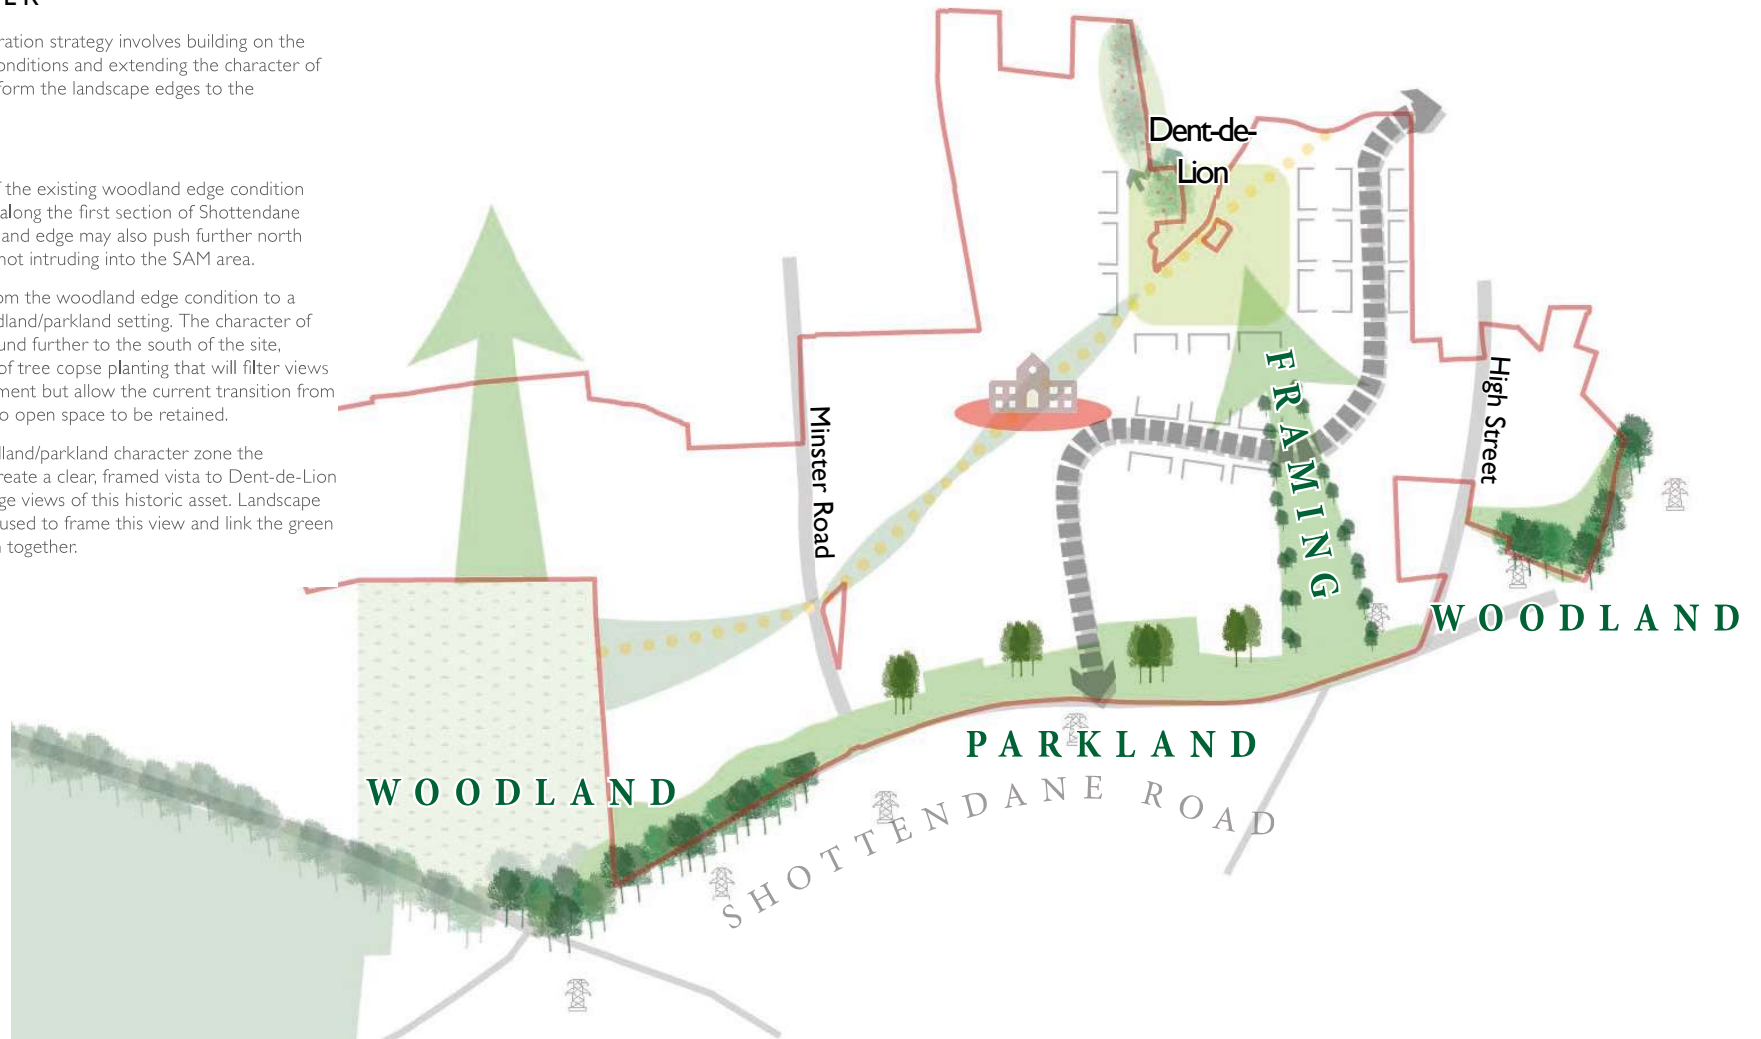 ration strategy involves building on the
onditions and extending the character of
form the landscape edges to the
f the existing woodland edge condition
along the first section of Shottendane
and edge may also push further north
not intruding into the SAM area.
om the woodland edge condition to a
dland/parkland setting. The character of
und further to the south of the site,
of tree copse planting that will filter views
ment but allow the current transition from
o open space to be retained.
dland/parkland character zone the
reate a clear, framed vista to Dent-de-Lion
ge views of this historic asset. Landscape
used to frame this view and link the green
together.
Dent-de-
Lion
FRAMING
High Street
Minster Road
WOODLAND
PARKLAND
WOODLAND
SHOTTENDANE ROAD